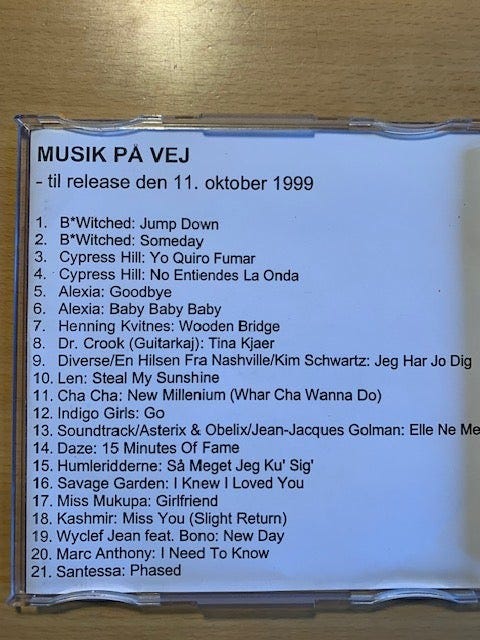 MUSIK PÅ VEJ
- til release den 11. oktober 1999
1. B*Witched: Jump Down
2. B*Witched: Someday
3. Cypress Hill: Yo Quiro Fumar
4. Cypress Hill: No Entiendes La Onda
5. Alexia: Goodbye
6. Alexia: Baby Baby Baby
7. Henning Kvitnes: Wooden Bridge
8. Dr. Crook (Guitarkaj): Tina Kjaer
9. Diverse/En Hilsen Fra Nashville/Kim Schwartz: Jeg Har Jo Dig
10. Len: Steal My Sunshine
11. Cha Cha: New Millenium (Whar Cha Wanno Do)
12. Indigo Girls: Go
13. Soundtrack/Asterix & Obelix/Jean-Jacques Golman: Elle Ne Me
14. Daze: 15 Minutes Of Fame
15. Humleridderne: Så Meget Jeg Ku' Sig'
16. Savage Garden: I Knew I Loved You
17. Miss Mukupa: Girlfriend
18. Kashmir: Miss You (Slight Return)
19. Wyclef Jean feat. Bono: New Day
20. Marc Anthony: I Need To Know
21. Santessa: Phased